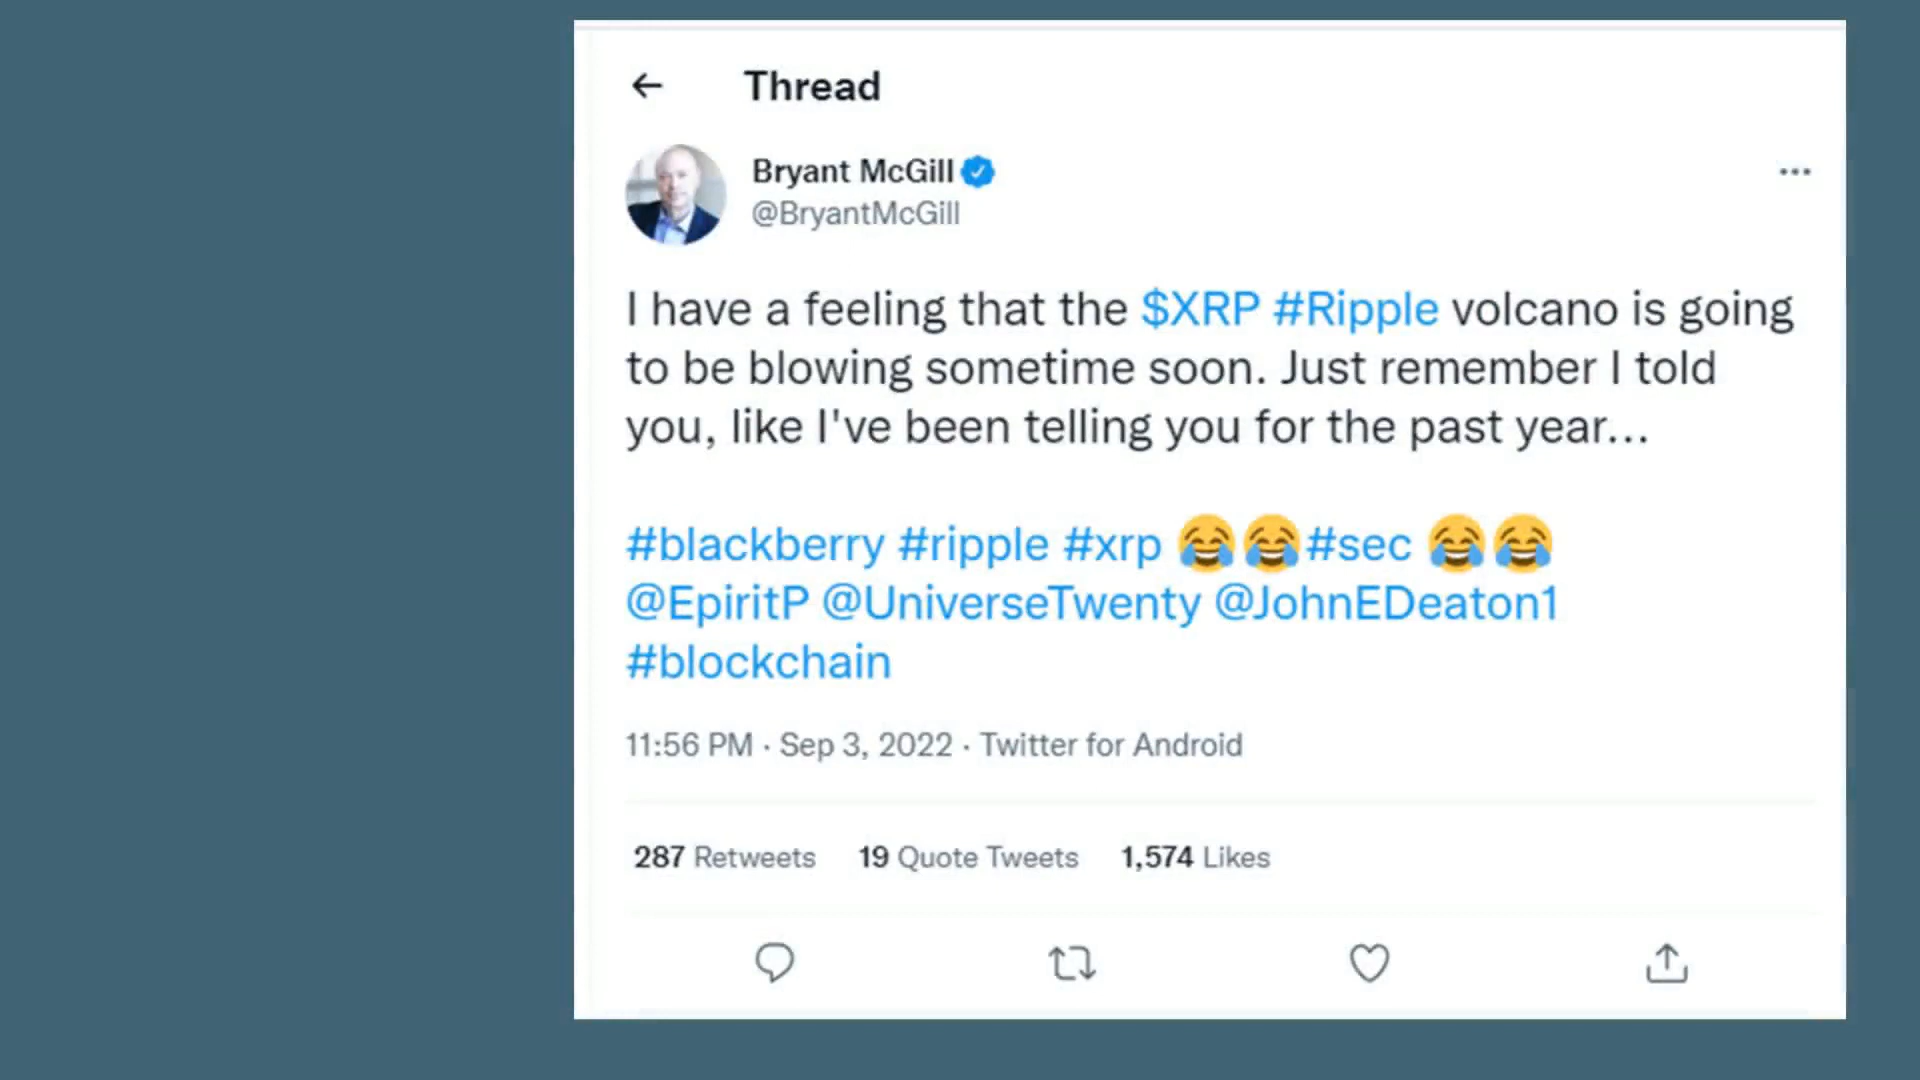 Thread
Bryant McGill
@BryantMcGill
I have a feeling that the $XRP #Ripple volcano is going
to be blowing sometime soon. Just remember I told
you, like I've been telling you for the past year...
#blackberry #ripple #xrp 😂😂#sec 😂😂
@EpiritP @UniverseTwenty @JohnEDeaton1
#blockchain
11:56 PM · Sep 3, 2022 · Twitter for Android
287 Retweets 19 Quote Tweets 1,574 Likes